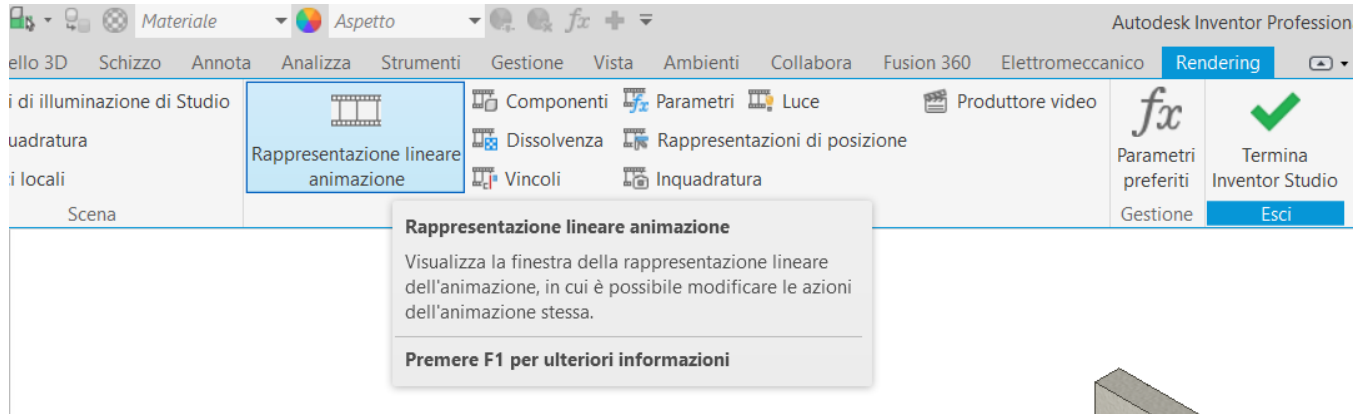 Materiale Aspetto fx Autodesk Inventor Profession
ello 3D Schizzo Annota Analizza Strumenti Gestione Vista Ambienti Collabora Fusion 360 Elettromeccanico Rendering
i di illuminazione di Studio
uadratura
i locali
Scena
Rappresentazione lineare
animazione
Componenti Parametri Luce Produttore video
Dissolvenza Rappresentazioni di posizione
Vincoli Inquadratura
fx
Parametri
preferiti
Gestione
Termina
Inventor Studio
Esci
Rappresentazione lineare animazione
Visualizza la finestra della rappresentazione lineare
dell'animazione, in cui è possibile modificare le azioni
dell'animazione stessa.
Premere F1 per ulteriori informazioni